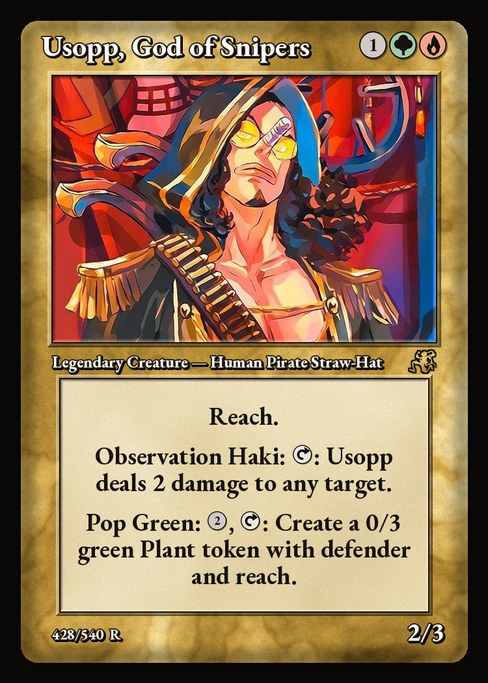 Usopp, God of Snipers 1
Legendary Creature — Human Pirate Straw-Hat
Reach.
Observation Haki: : Usopp
deals 2 damage to any target.
Pop Green: 2, : Create a 0/3
green Plant token with defender
and reach.
428/540 R 2/3